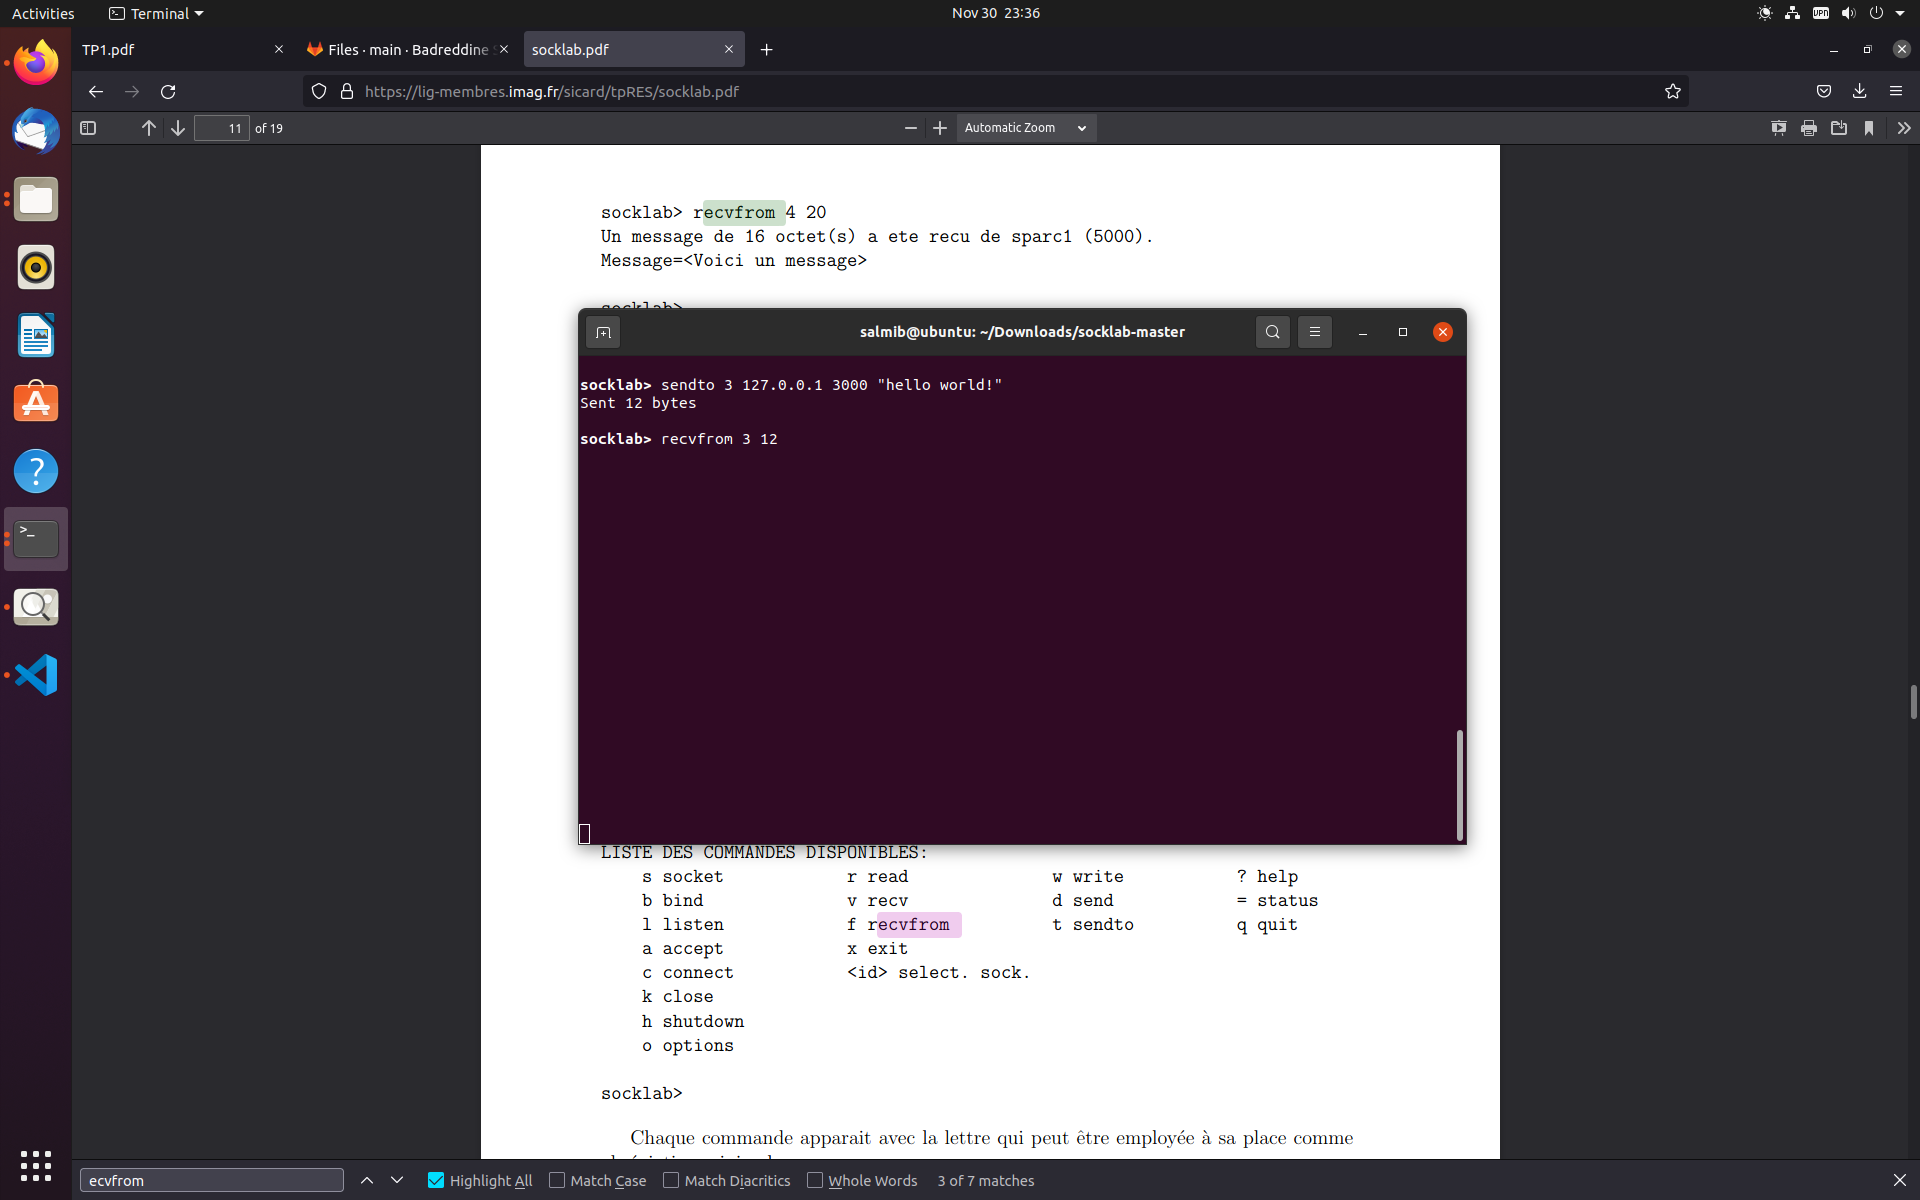 Activities
Terminal
Nov 30 23:36
VPN
TP1.pdf
Files · main · Badreddine
socklab.pdf
https://lig-membres.imag.fr/sicard/tpRES/socklab.pdf
11 of 19
Automatic Zoom
socklab> recvfrom 4 20
Un message de 16 octet(s) a ete recu de sparc1 (5000).
Message=<Voici un message>
socklab>
salmib@ubuntu: ~/Downloads/socklab-master
socklab> sendto 3 127.0.0.1 3000 "hello world!"
Sent 12 bytes
socklab> recvfrom 3 12
LISTE DES COMMANDES DISPONIBLES:
s socket r read w write ? help
b bind v recv d send = status
l listen f recvfrom t sendto q quit
a accept x exit
c connect <id> select. sock.
k close
h shutdown
o options
socklab>
Chaque commande apparait avec la lettre qui peut être employée à sa place comme
ecvfrom
Highlight All
Match Case
Match Diacritics
Whole Words
3 of 7 matches